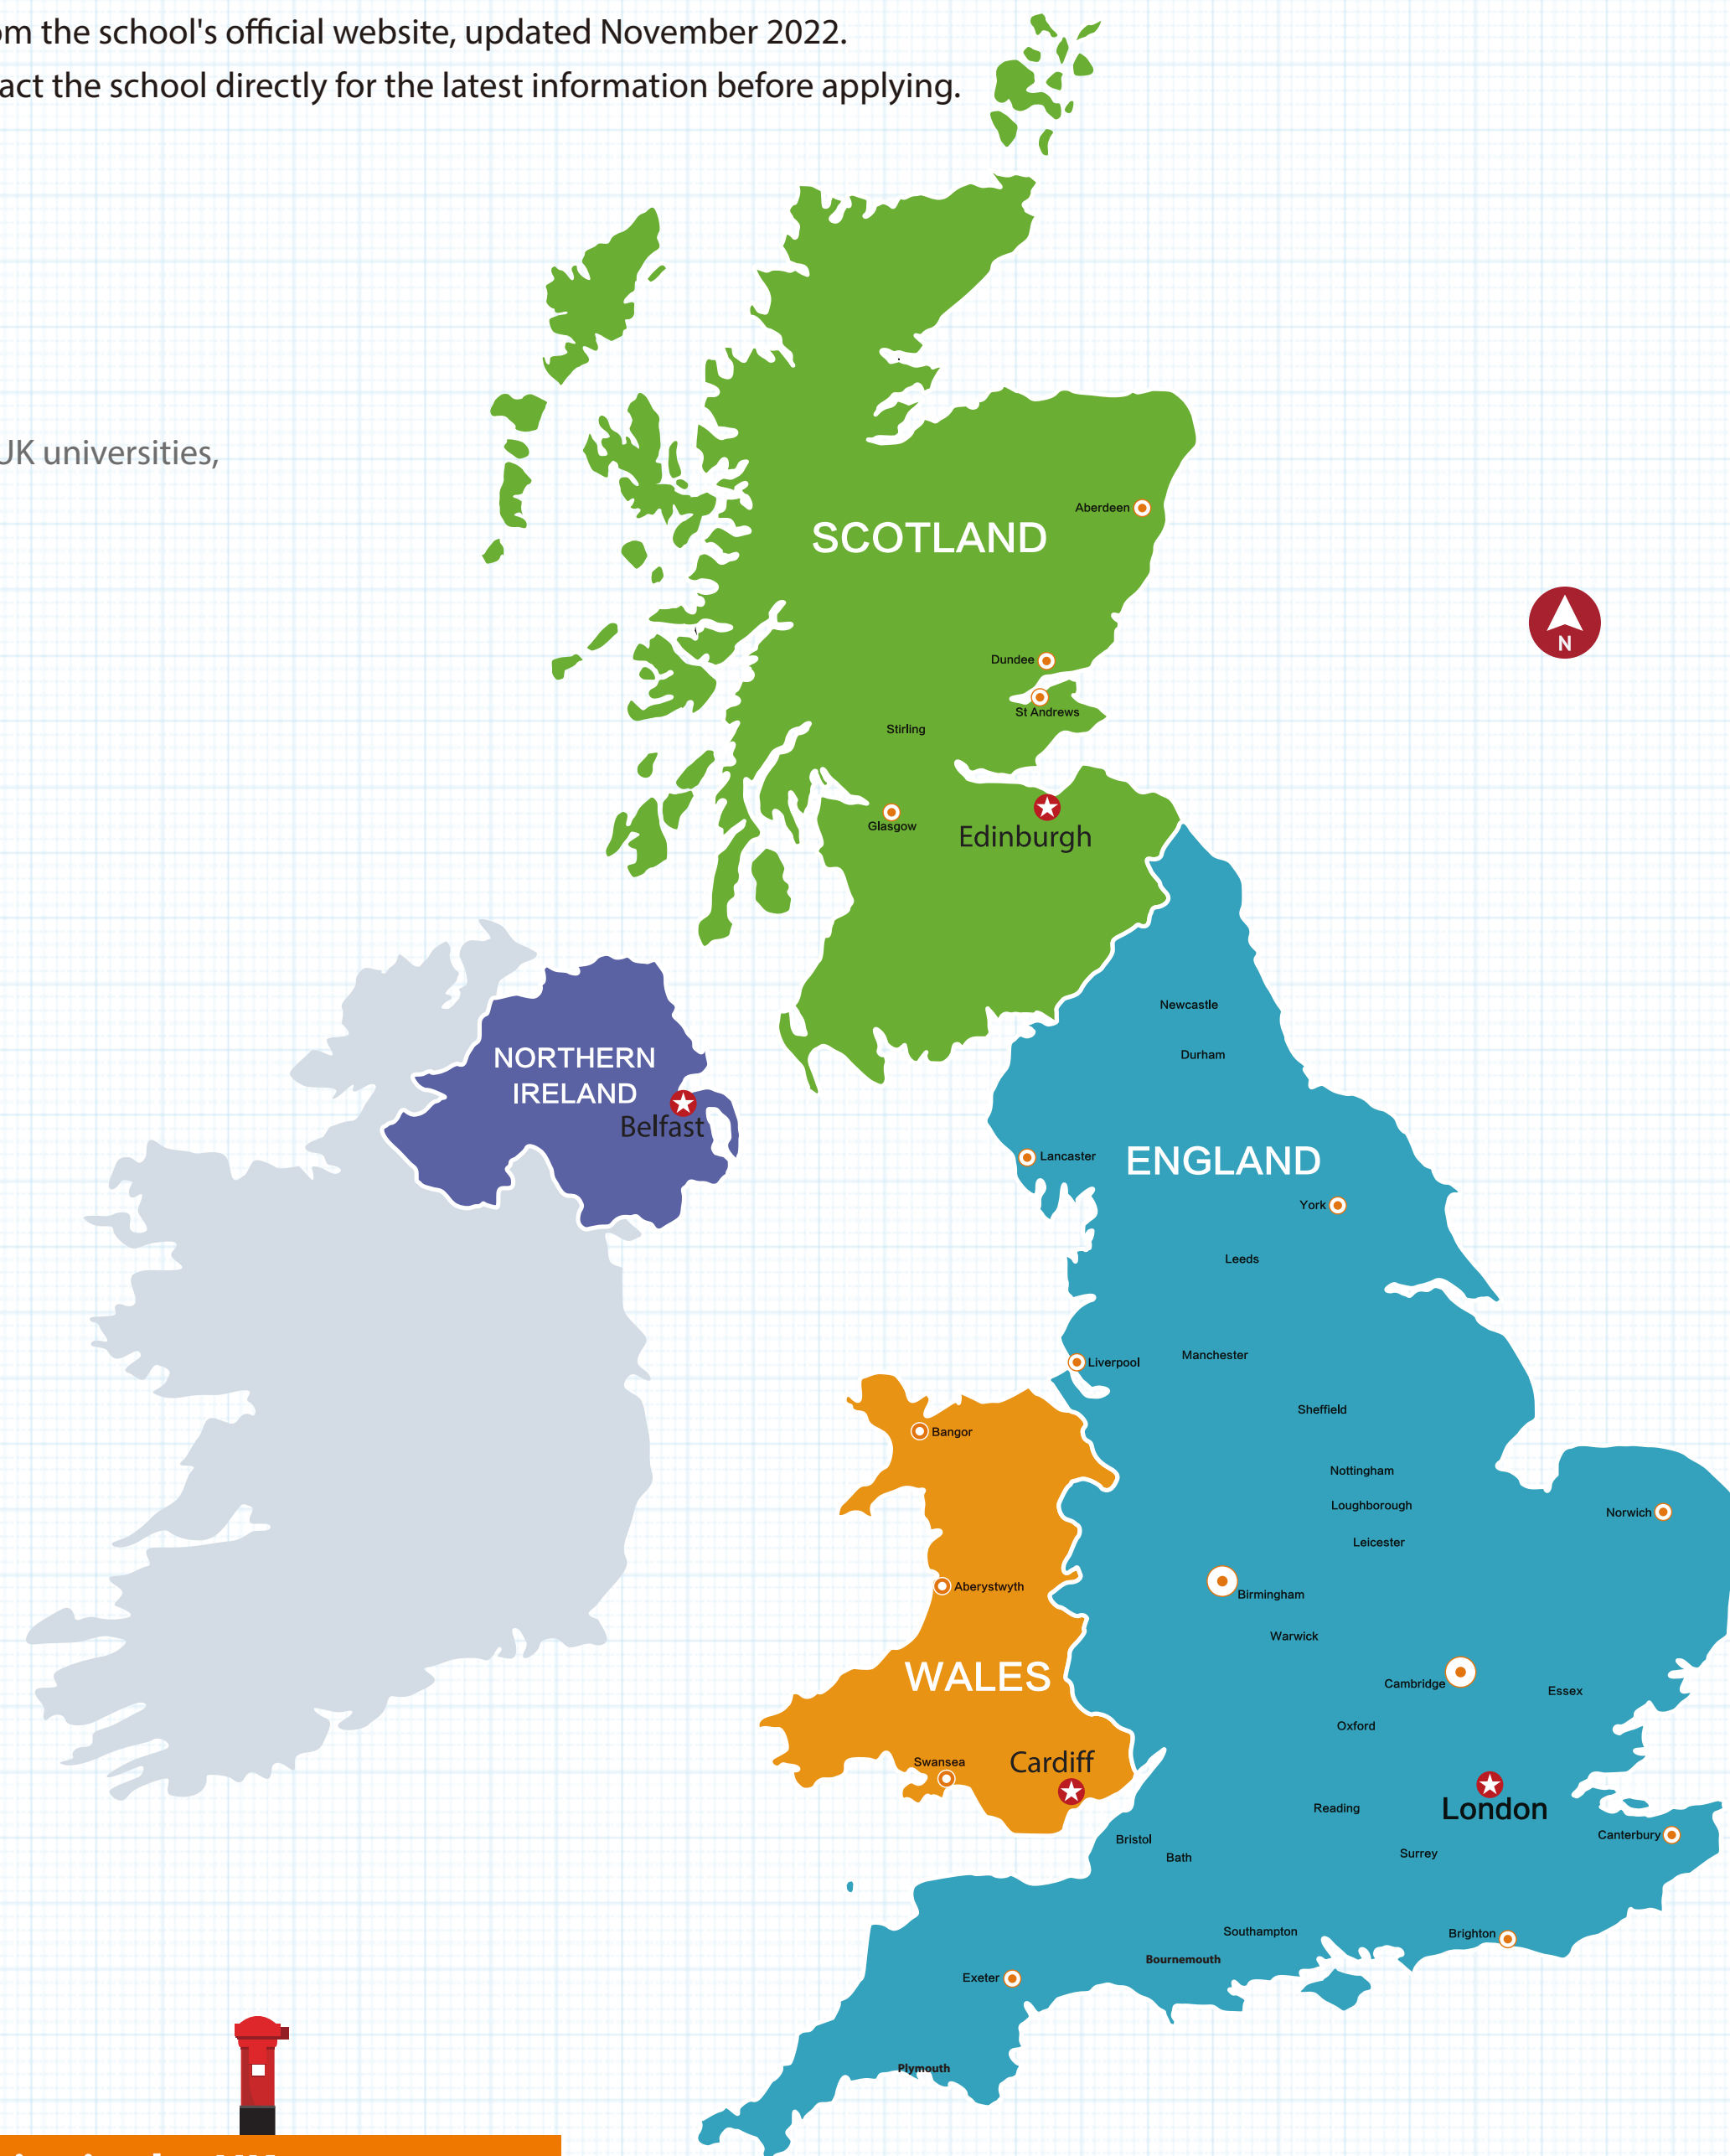 om the school's official website, updated November 2022.
act the school directly for the latest information before applying.
UK universities,
Aberdeen
SCOTLAND
N
Dundee
St Andrews
Stirling
Glasgow
Edinburgh
Newcastle
Durham
NORTHERN
IRELAND
Belfast
Lancaster
ENGLAND
York
Leeds
Manchester
Liverpool
Sheffield
Bangor
Nottingham
Loughborough
Norwich
Leicester
Aberystwyth
Birmingham
Warwick
WALES
Cambridge
Essex
Oxford
Swansea
Cardiff
Reading
London
Canterbury
Bristol
Surrey
Bath
Southampton
Brighton
Bournemouth
Exeter
Plymouth